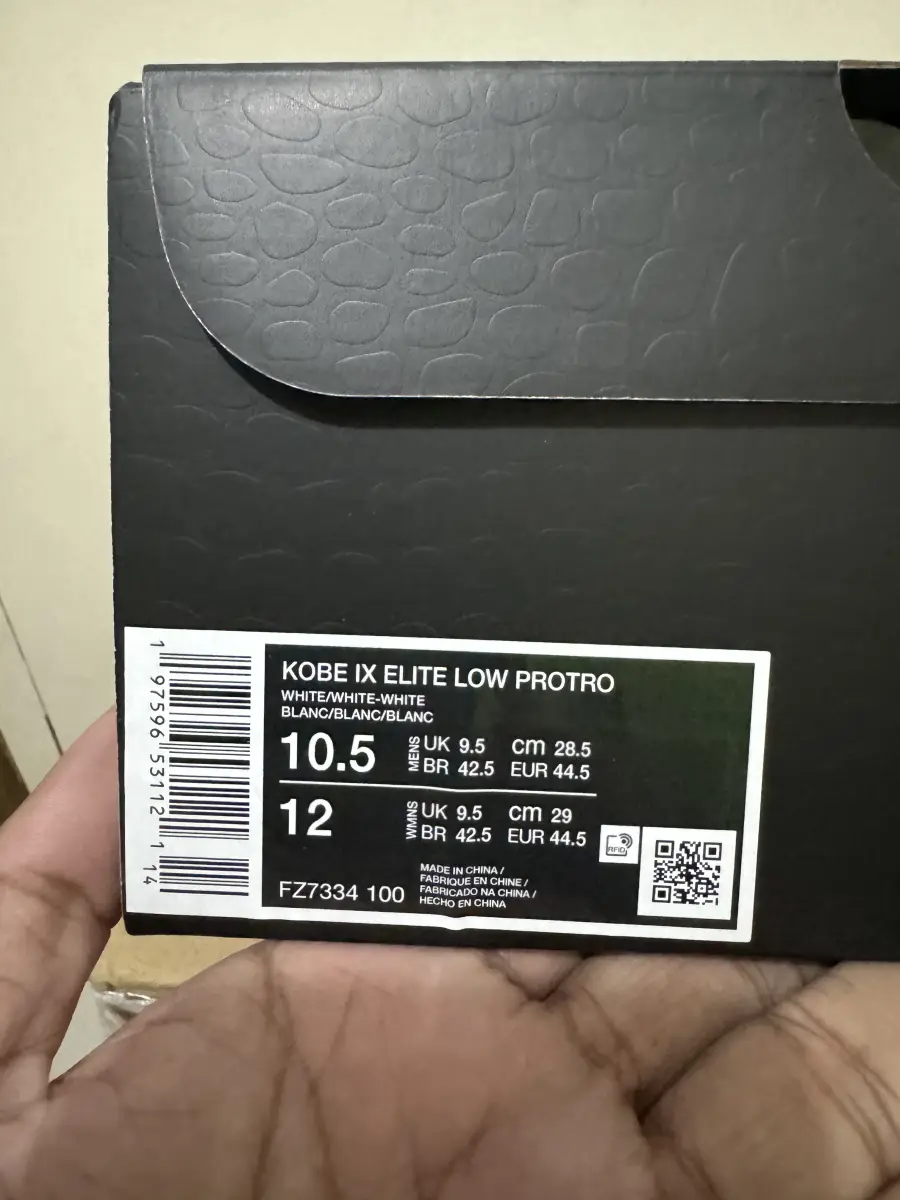 KOBE IX ELITE LOW PROTRO
WHITE/WHITE-WHITE
BLANC/BLANC/BLANC
10.5 MENS UK 9.5 cm 28.5
BR 42.5 EUR 44.5
12 WMNS UK 9.5 cm 29
BR 42.5 EUR 44.5
RFID
FZ7334 100
MADE IN CHINA /
FABRIQUE EN CHINE /
FABRICADO NA CHINA /
HECHO EN CHINA
1 97596 53112 1 14